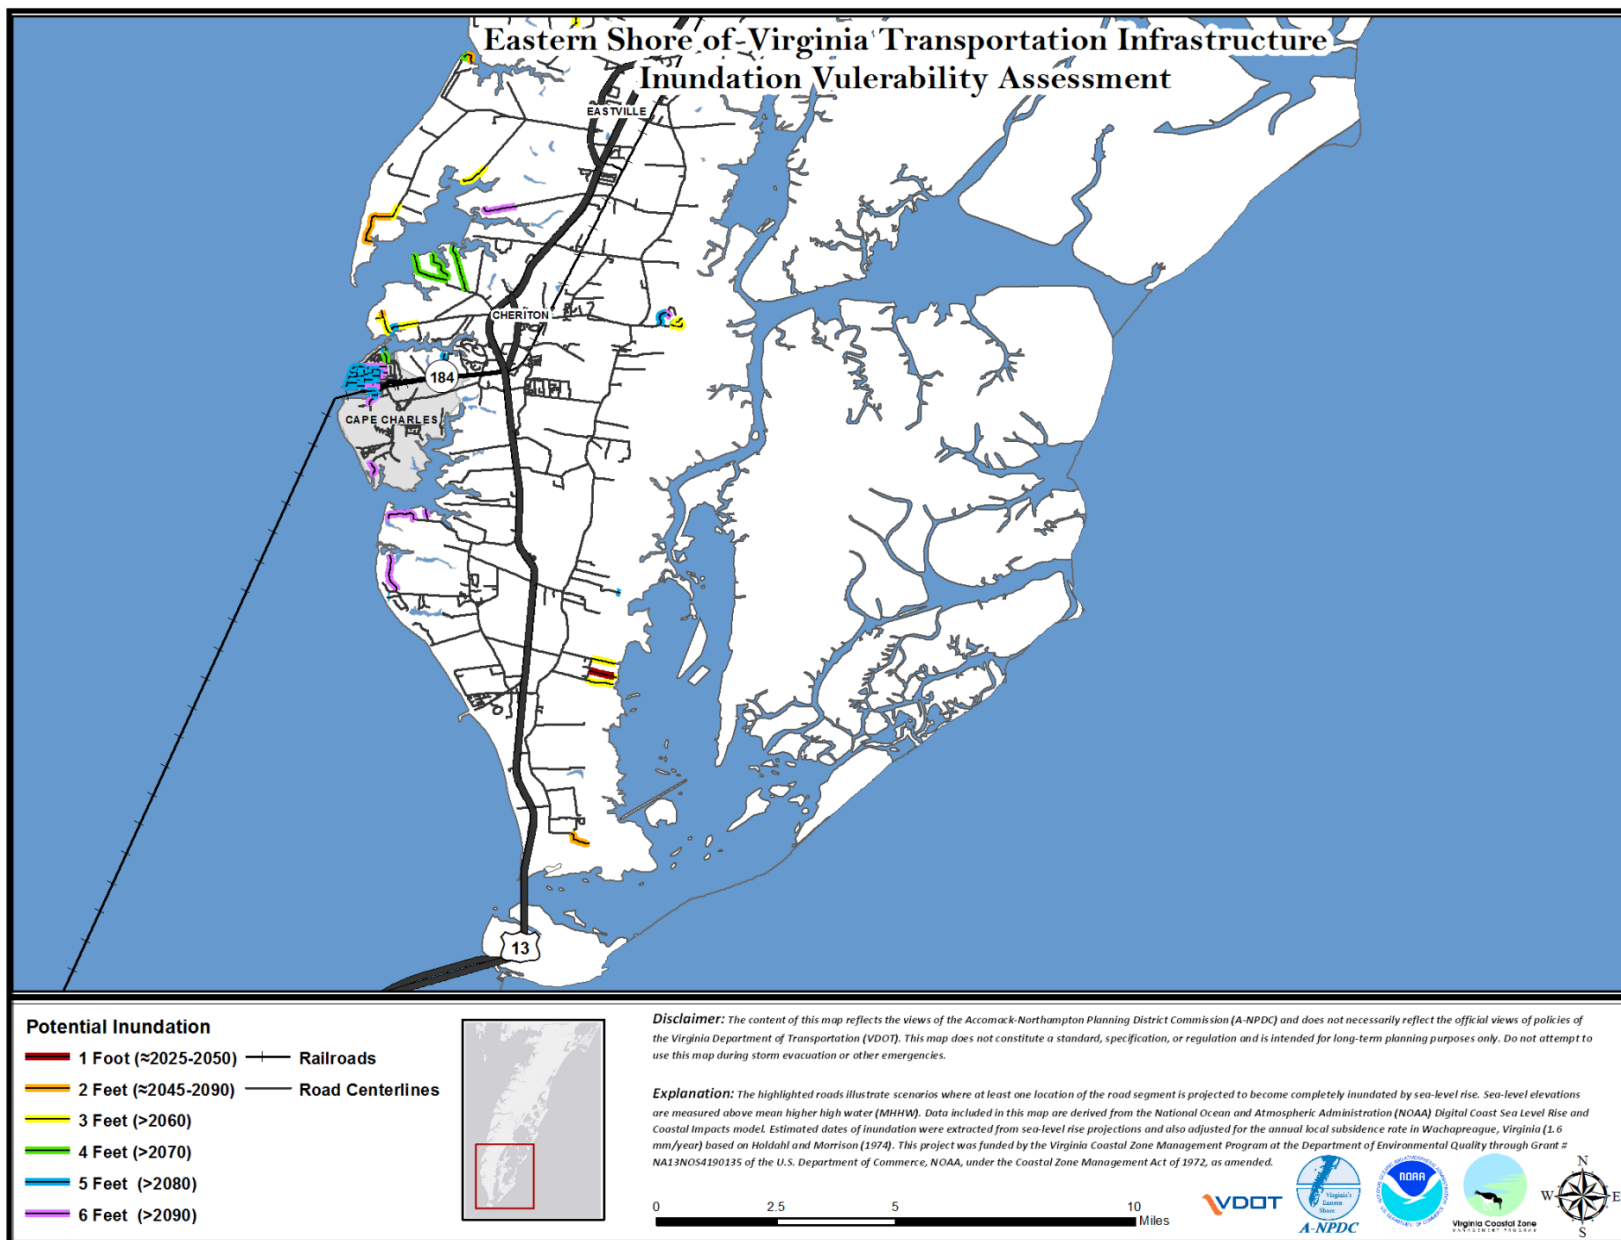 Eastern Shore of Virginia Transportation Infrastructure
Inundation Vulerability Assessment
EASTVILLE
CHERITON
184
CAPE CHARLES
13
Potential Inundation
1 Foot (≈2025-2050)
Railroads
2 Feet (≈2045-2090)
Road Centerlines
3 Feet (>2060)
4 Feet (>2070)
5 Feet (>2080)
6 Feet (>2090)
Disclaimer: The content of this map reflects the views of the Accomack-Northampton Planning District Commission (A-NPDC) and does not necessarily reflect the official views of policies of
the Virginia Department of Transportation (VDOT). This map does not constitute a standard, specification, or regulation and is intended for long-term planning purposes only. Do not attempt to
use this map during storm evacuation or other emergencies.
Explanation: The highlighted roads illustrate scenarios where at least one location of the road segment is projected to become completely inundated by sea-level rise. Sea-level elevations
are measured above mean higher high water (MHHW). Data included in this map are derived from the National Ocean and Atmospheric Administration (NOAA) Digital Coast Sea Level Rise and
Coastal Impacts model. Estimated dates of inundation were extracted from sea-level rise projections and also adjusted for the annual local subsidence rate in Wachapreague, Virginia (1.6
mm/year) based on Holdahl and Morrison (1974). This project was funded by the Virginia Coastal Zone Management Program at the Department of Environmental Quality through Grant #
NA13NOS4190135 of the U.S. Department of Commerce, NOAA, under the Coastal Zone Management Act of 1972, as amended.
0 2.5 5 10
Miles
VDOT
Virginia's
Eastern
Shore
A-NPDC
NOAA
Virginia Coastal Zone
MANAGEMENT PROGRAM
N
W E
S